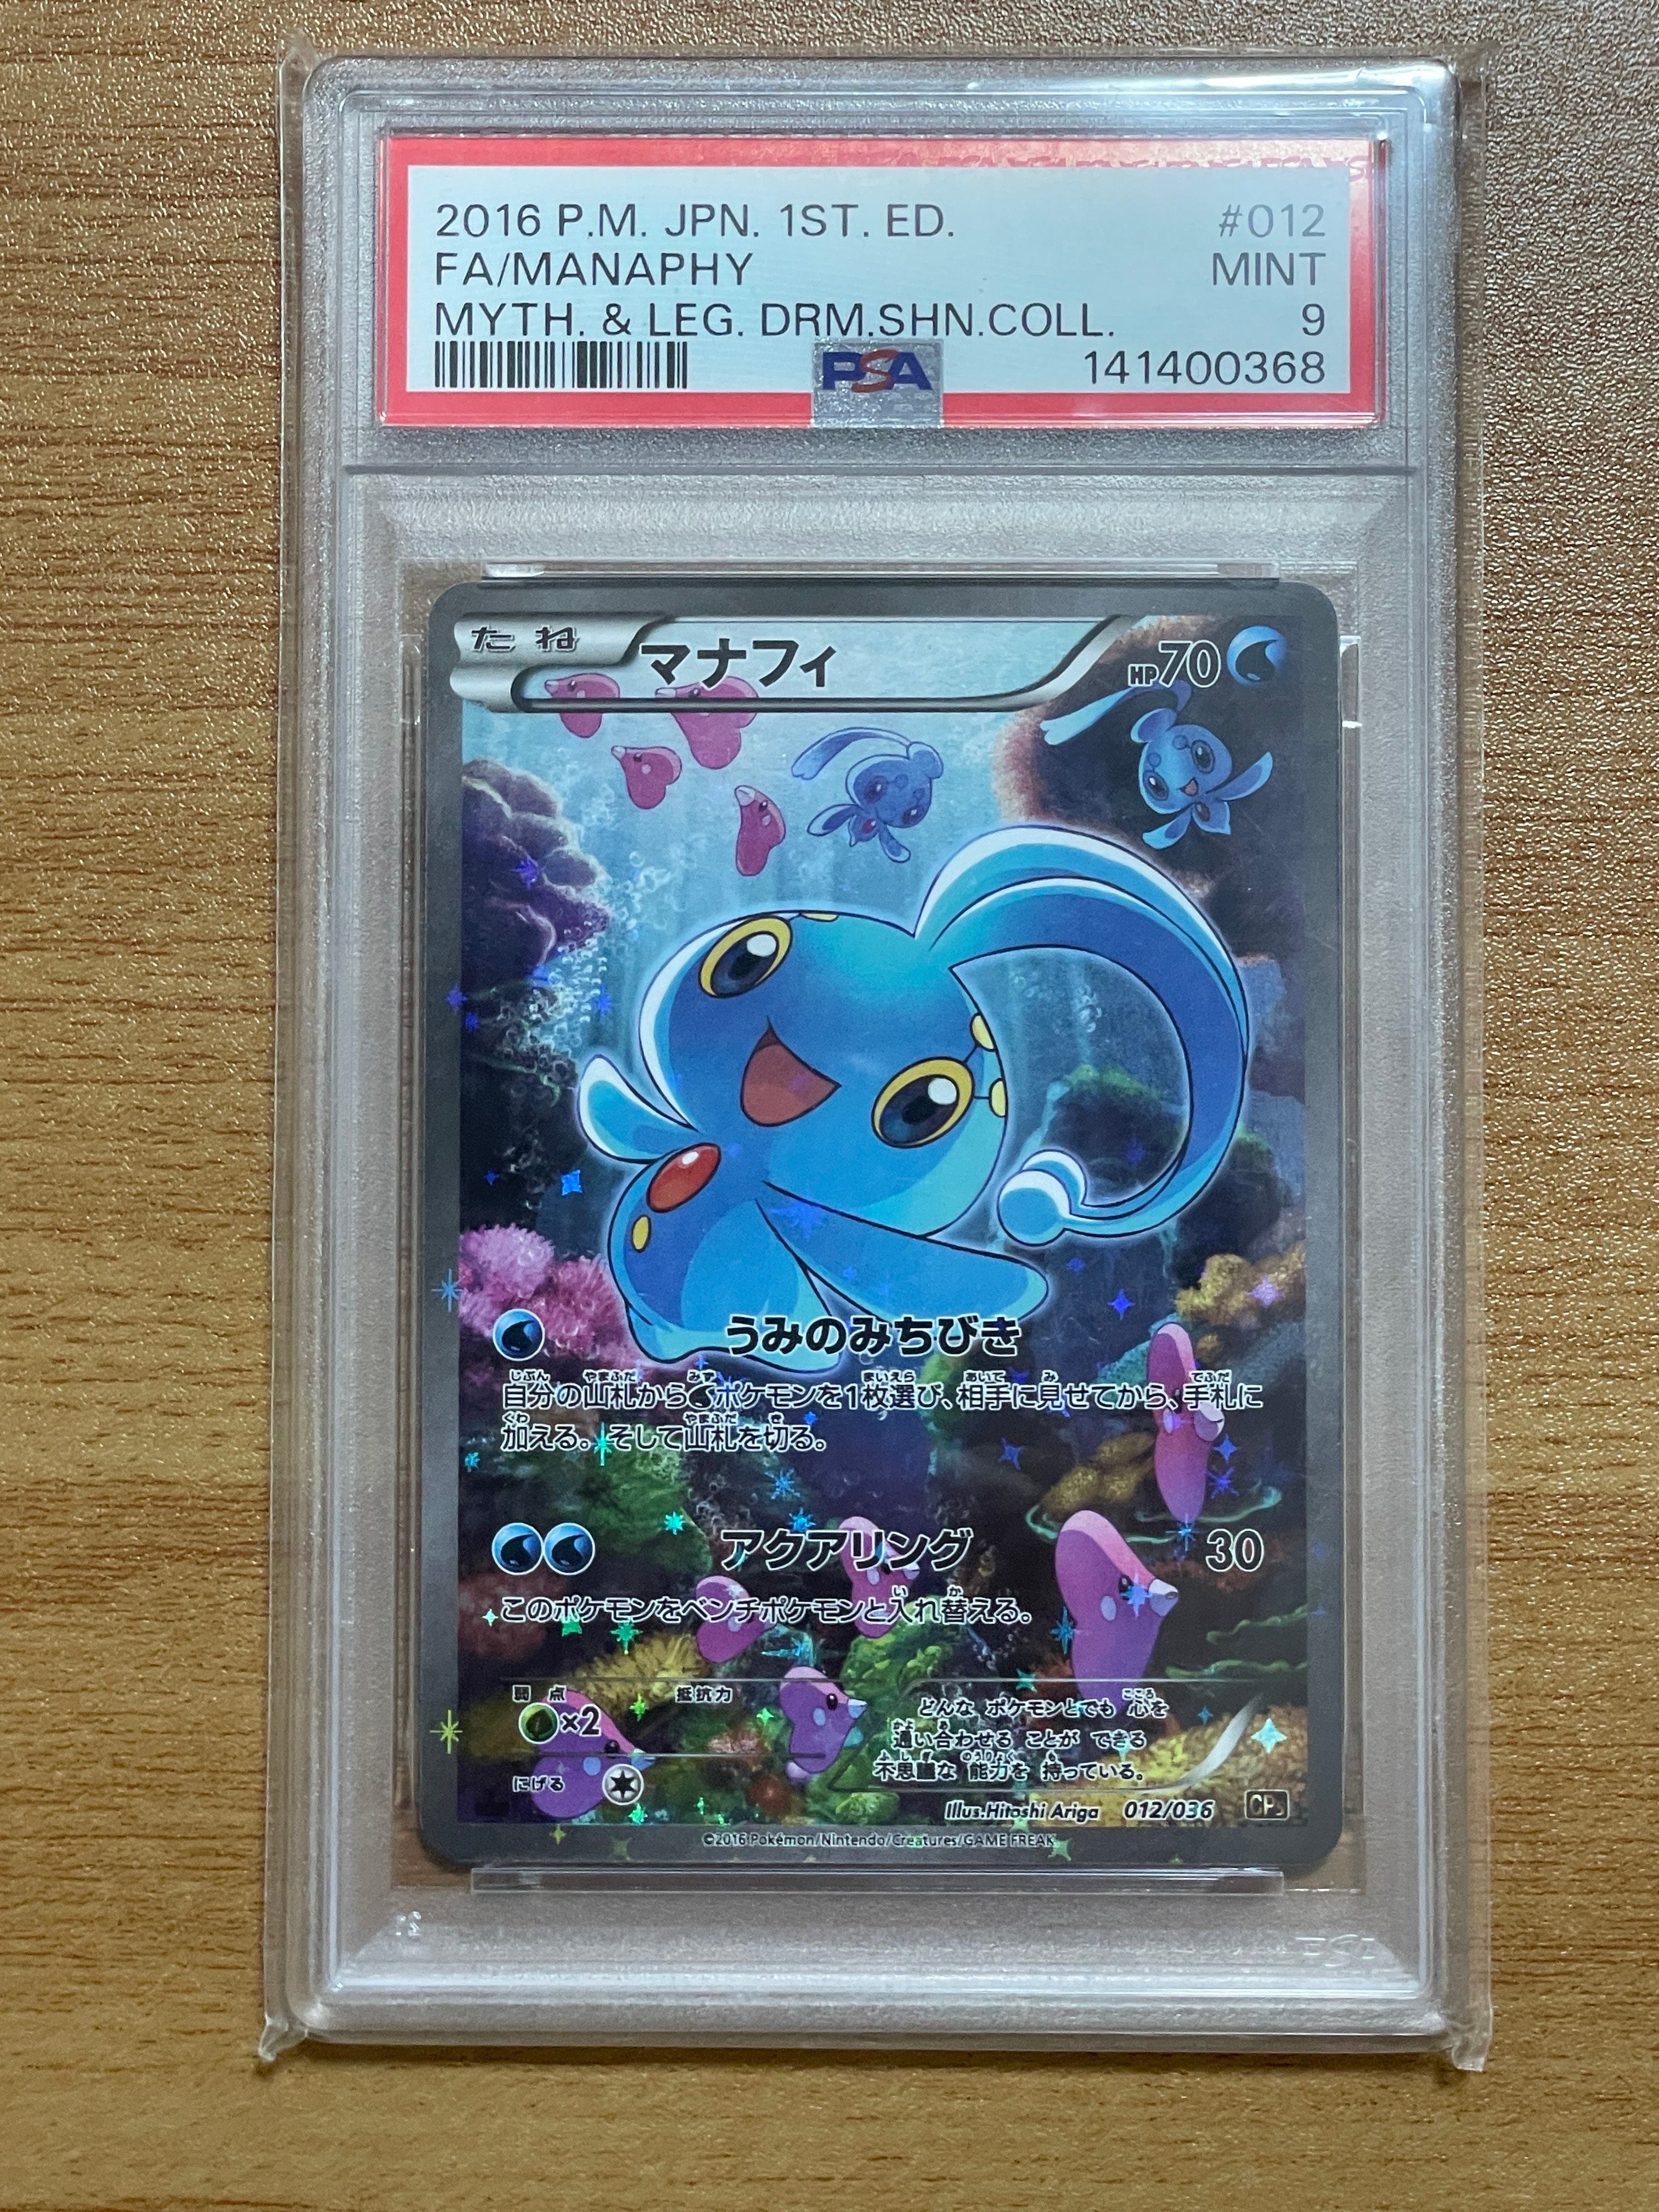 2016 P.M. JPN. 1ST. ED. #012
FA/MANAPHY MINT
MYTH. & LEG. DRM.SHN.COLL. 9
PSA 141400368
たね マナフィ HP70
うみのみちびき
自分の山札からポケモンを1枚選び、相手に見せてから、手札に
加える。そして山札を切る。
アクアリング 30
このポケモンをベンチポケモンと入れ替える。
弱点 抵抗力
×2
にげる
どんな ポケモンとでも 心を
通い合わせる ことが できる
不思議な 能力を 持っている。
Illus.Hitoshi Ariga 012/036 CP5
©2016 Pokémon/Nintendo/Creatures/GAME FREAK